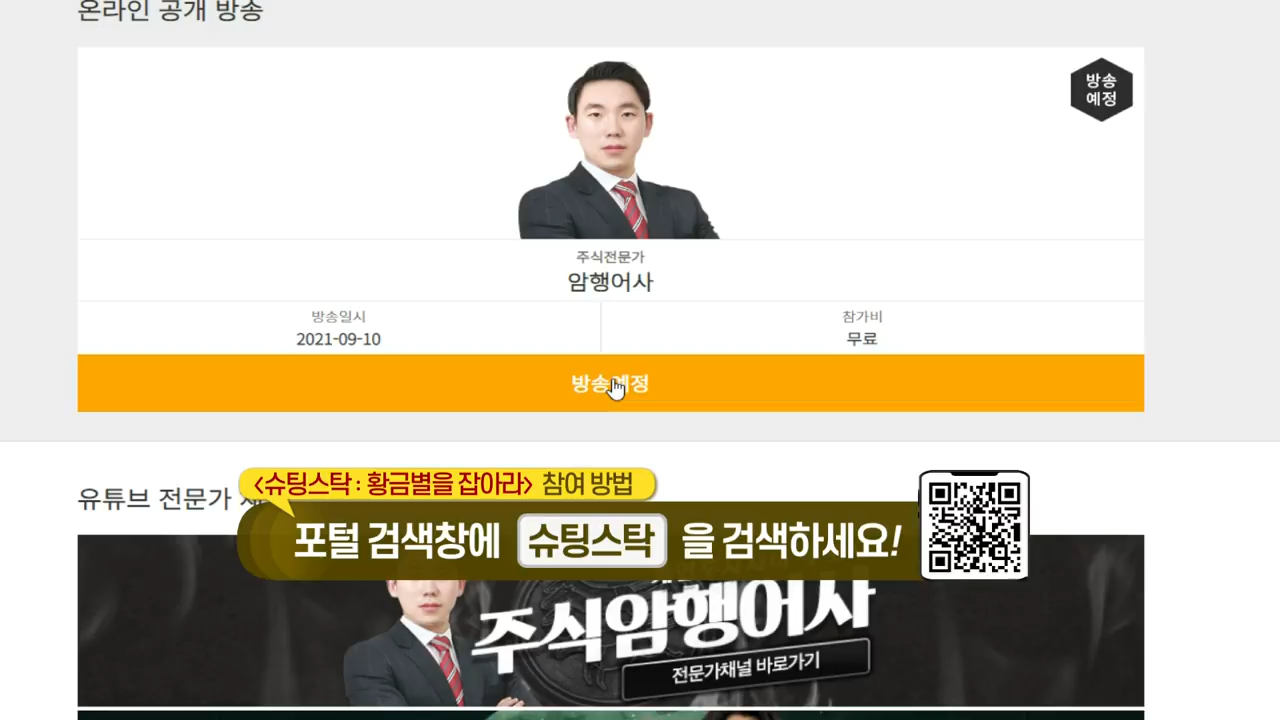 온라인 공개 방송
방송
예정
주식전문가
암행어사
방송일시
2021-09-10
참가비
무료
방송예정
<슈팅스탁 : 황금별을 잡아라> 참여 방법
유튜브 전문가
포털 검색창에 슈팅스탁 을 검색하세요!
주식암행어사
전문가채널 바로가기